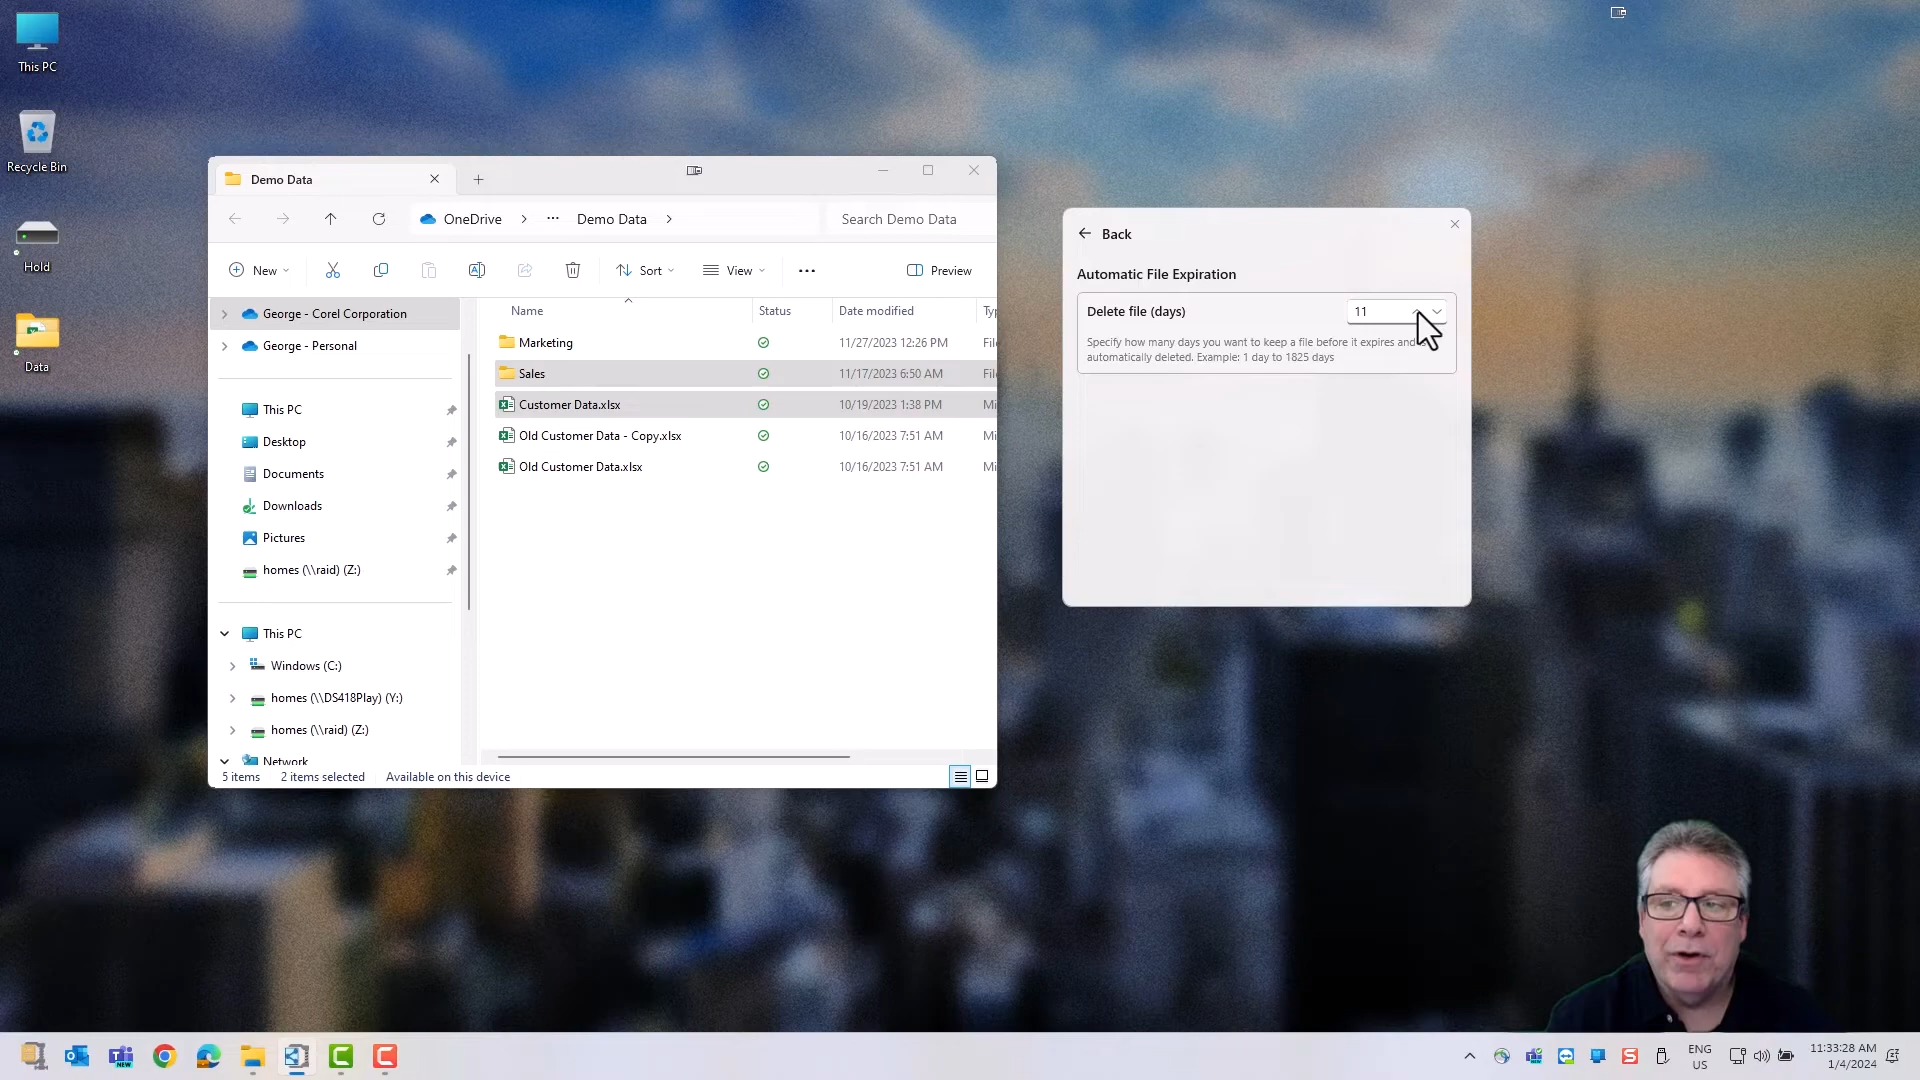 This PC
Recycle Bin
Hold
Data
Demo Data
OneDrive
Demo Data
Search Demo Data
New
Sort
View
Preview
George - Corel Corporation
George - Personal
This PC
Desktop
Documents
Downloads
Pictures
homes (\\raid) (Z:)
This PC
Windows (C:)
homes (\\DS418Play) (Y:)
homes (\\raid) (Z:)
Network
Name Status Date modified
Marketing 11/27/2023 12:26 PM
Sales 11/17/2023 6:50 AM
Customer Data.xlsx 10/19/2023 1:38 PM
Old Customer Data - Copy.xlsx 10/16/2023 7:51 AM
Old Customer Data.xlsx 10/16/2023 7:51 AM
5 items 2 items selected Available on this device
Back
Automatic File Expiration
Delete file (days) 11
Specify how many days you want to keep a file before it expires and
automatically deleted. Example: 1 day to 1825 days
NEW
ENG
US
11:33:28 AM
1/4/2024